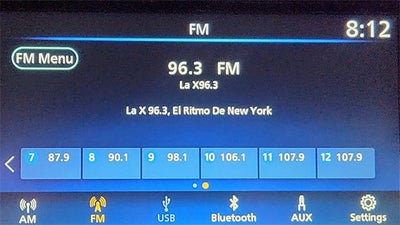 FM
8:12
FM Menu
96.3 FM
La X96.3
La X 96.3, El Ritmo De New York
7 87.9
8 90.1
9 98.1
10 106.1
11 107.9
12 107.9
AM
FM
USB
Bluetooth
AUX
Settings